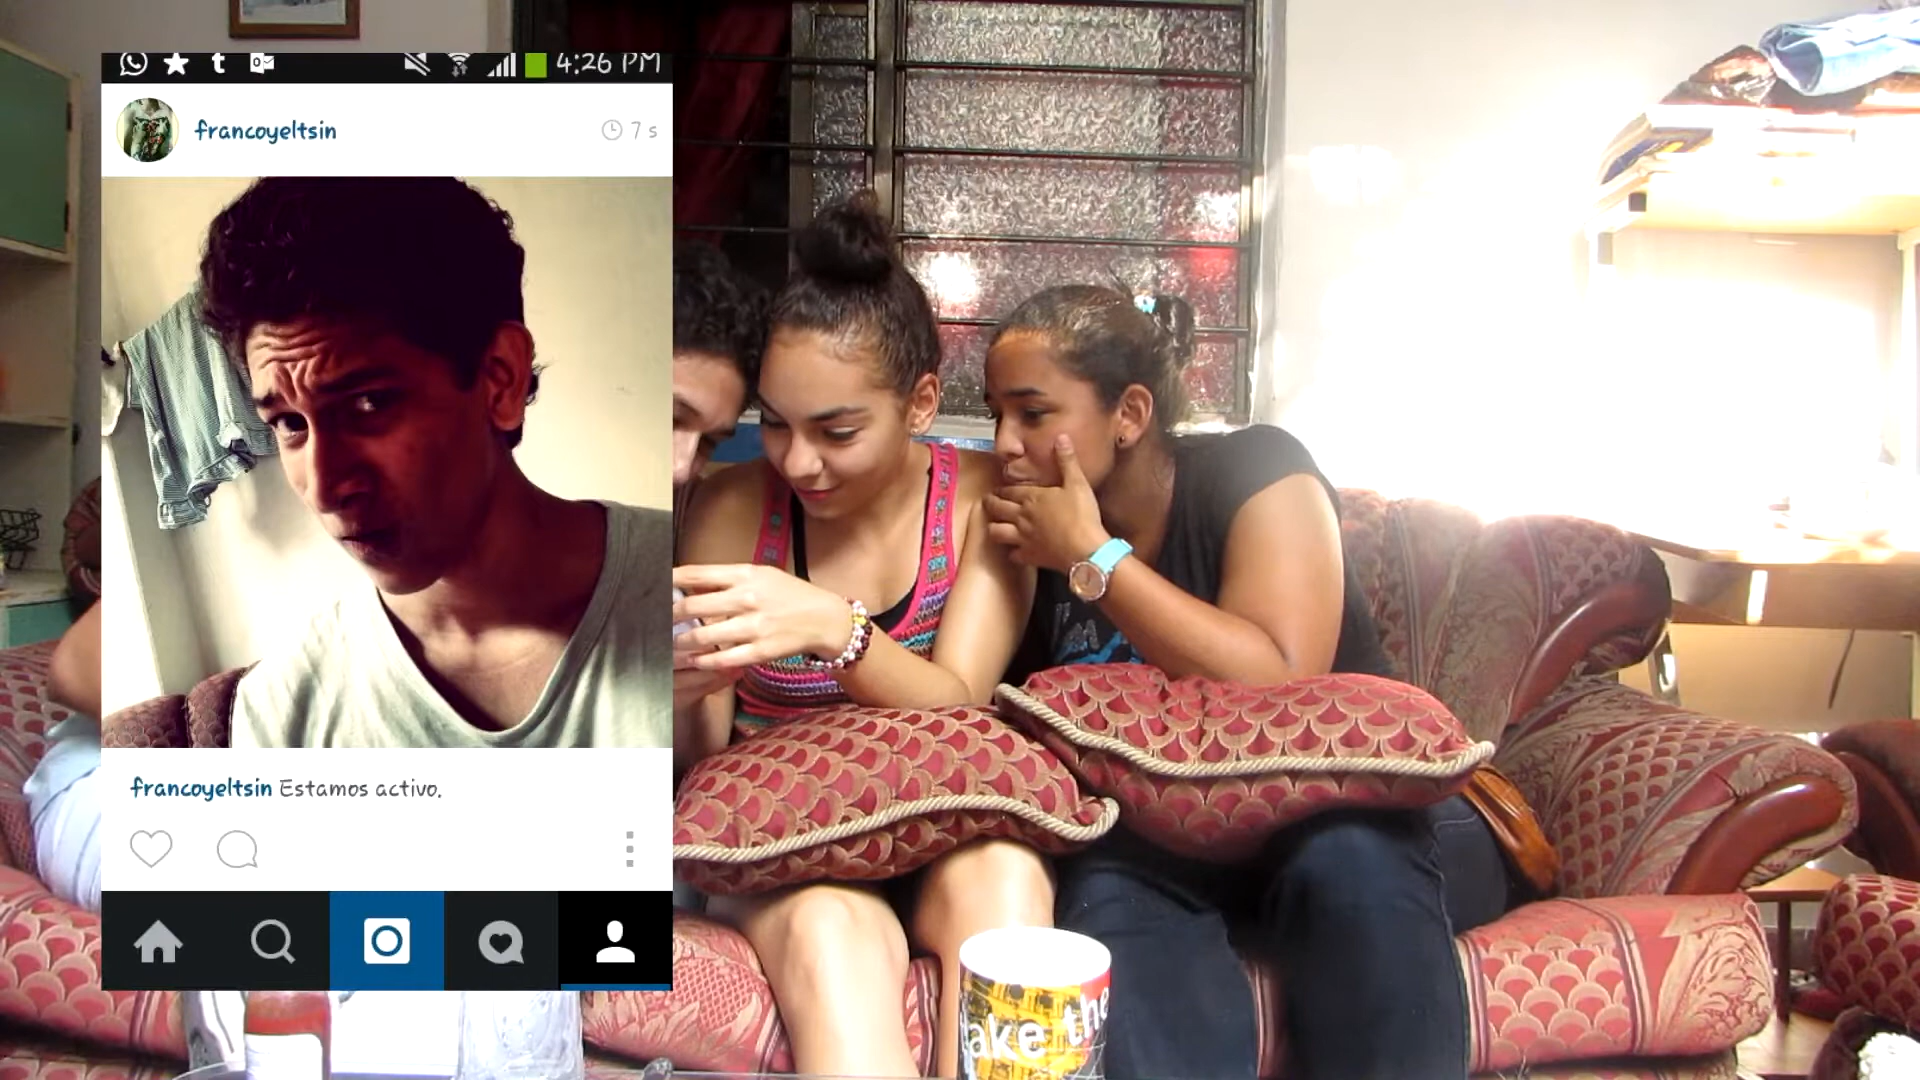 4:26 PM
francoyeltsin
7 s
francoyeltsin Estamos activo.
ake the